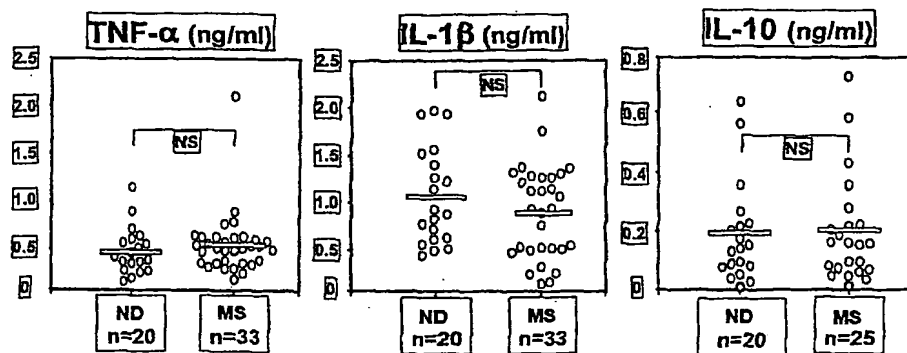 TNF-α (ng/ml)
2.5
2.0
1.5
1.0
0.5
0
NS
ND
n=20
MS
n=33
IL-1β (ng/ml)
2.5
2.0
1.5
1.0
0.5
0
NS
ND
n=20
MS
n=33
IL-10 (ng/ml)
0.8
0.6
0.4
0.2
0
NS
ND
n=20
MS
n=25